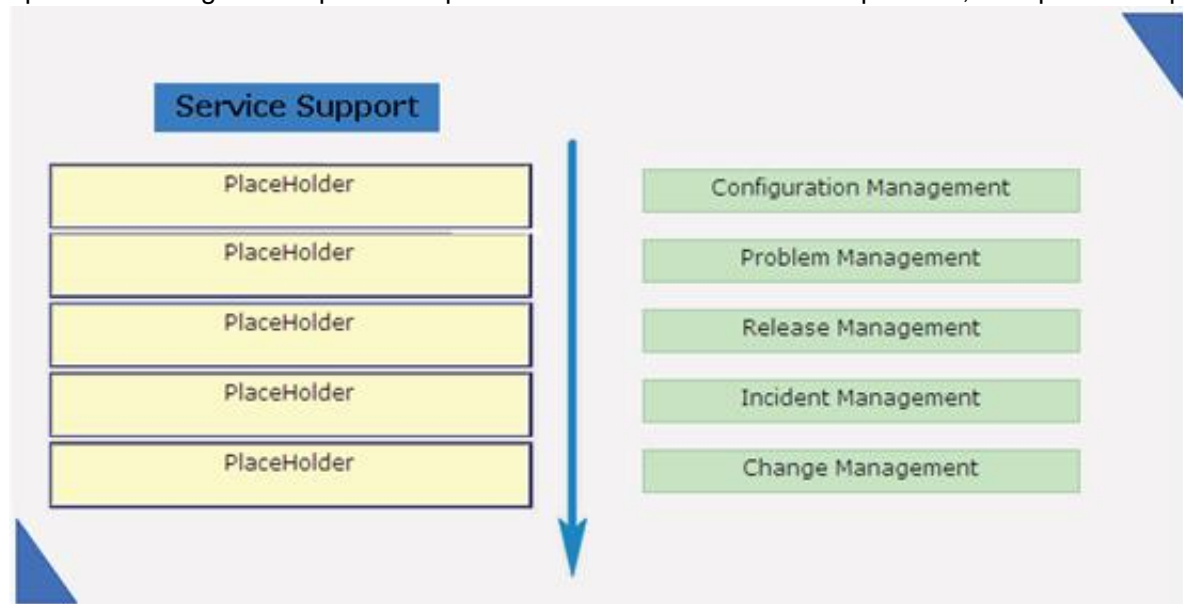 Service Support
PlaceHolder
PlaceHolder
PlaceHolder
PlaceHolder
PlaceHolder
Configuration Management
Problem Management
Release Management
Incident Management
Change Management